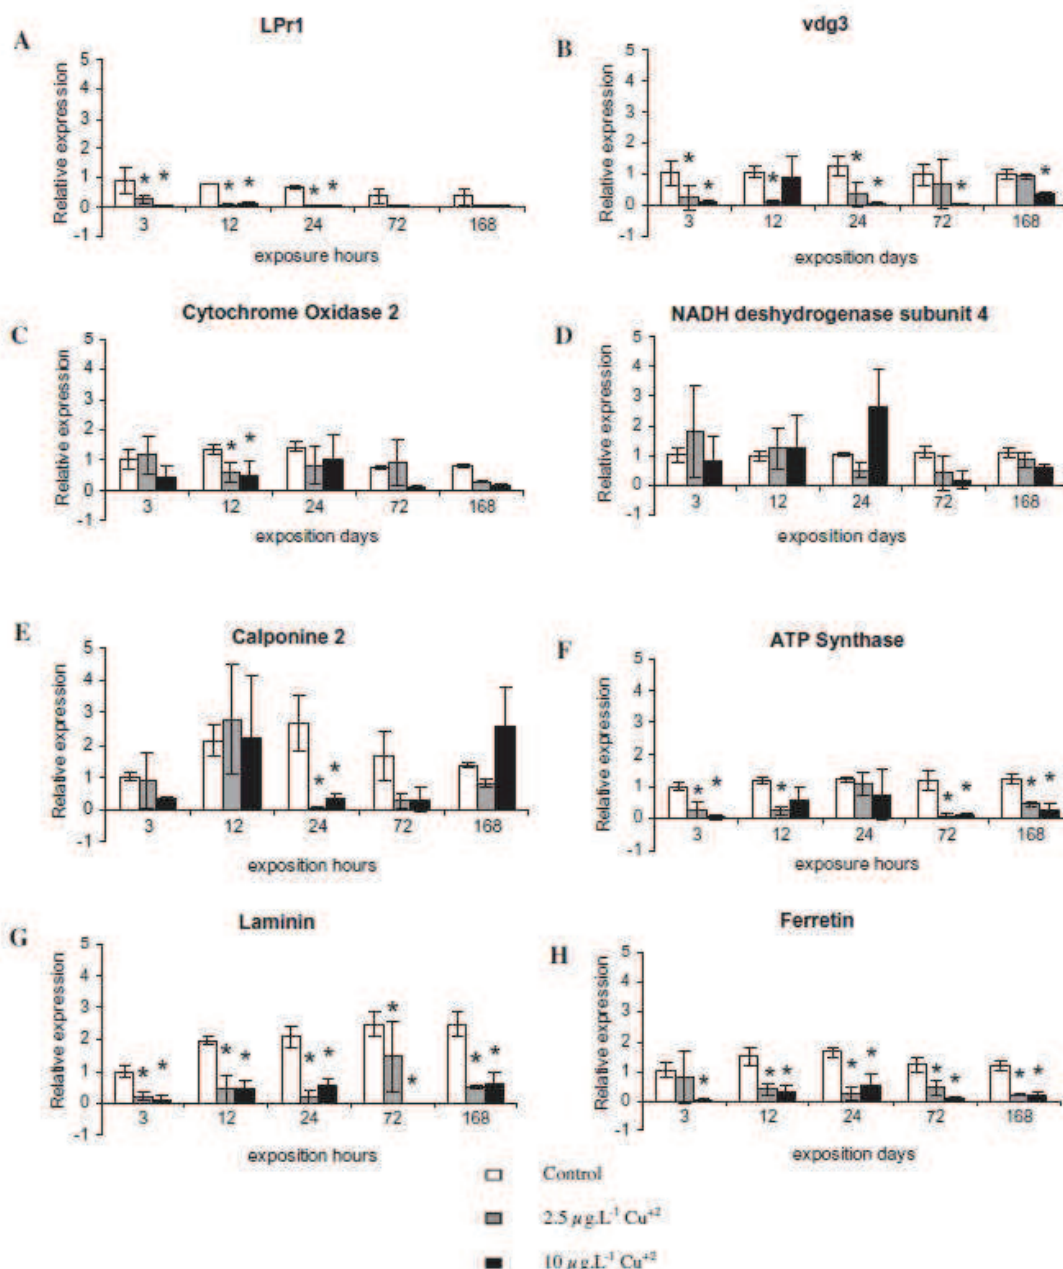 A
LPr1
Relative expression
5
4
3
2
1
0
-1
* * * * * *
3 12 24 72 168
exposure hours
B
vdg3
Relative expression
5
4
3
2
1
0
-1
* * * * * * *
3 12 24 72 168
exposition days
C
Cytochrome Oxidase 2
Relative expression
5
4
3
2
1
0
-1
* *
3 12 24 72 168
exposition days
D
NADH deshydrogenase subunit 4
Relative expression
5
4
3
2
1
0
-1
3 12 24 72 168
exposition days
E
Calponine 2
Relative expression
5
4
3
2
1
0
-1
* *
3 12 24 72 168
exposition hours
F
ATP Synthase
Relative expression
5
4
3
2
1
0
-1
* * * * * * *
3 12 24 72 168
exposure hours
G
Laminin
Relative expression
5
4
3
2
1
0
-1
* * * * * * * * * *
3 12 24 72 168
exposition hours
H
Ferretin
Relative expression
5
4
3
2
1
0
-1
* * * * * * * * *
3 12 24 72 168
exposition days
Control
2.5 µg.L⁻¹ Cu⁺²
10 µg.L⁻¹ Cu⁺²